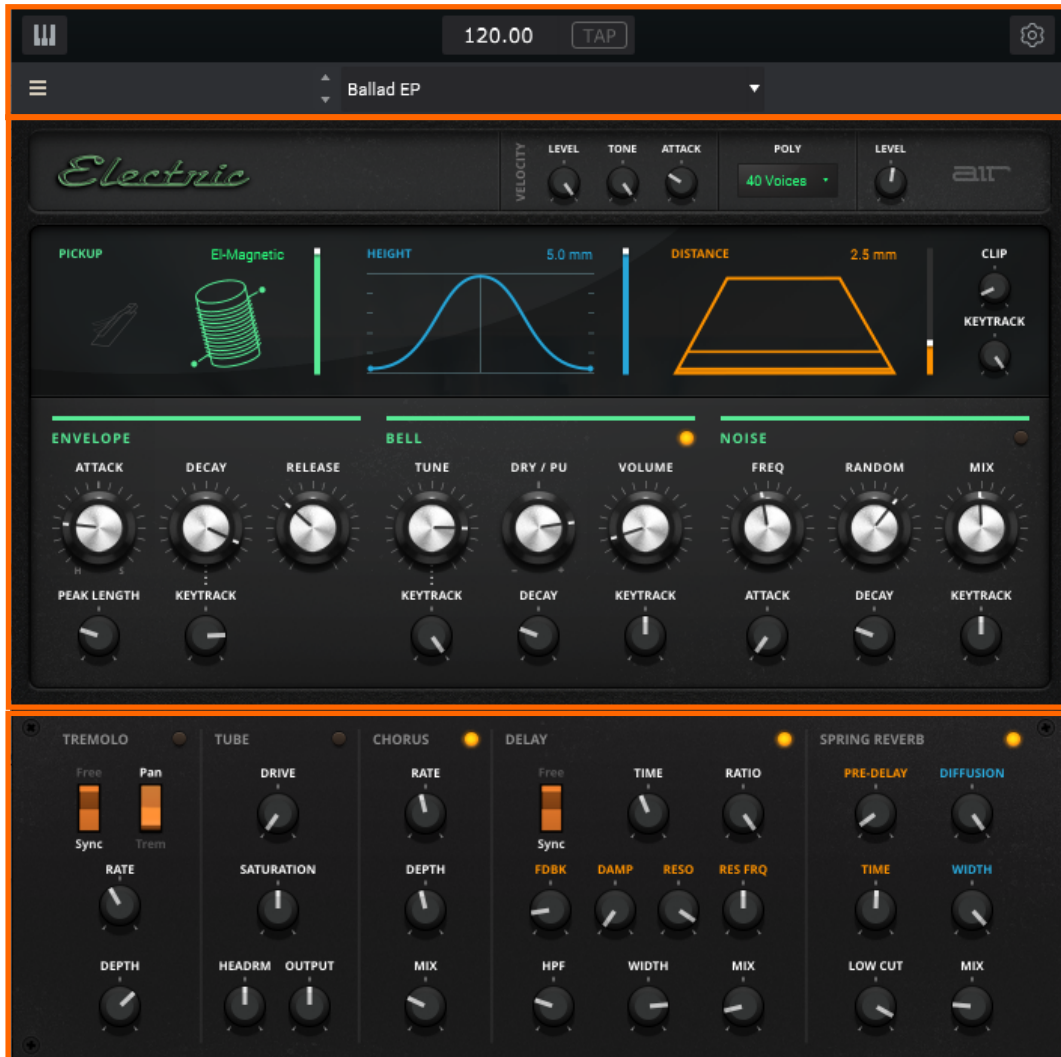 120.00 TAP
Ballad EP
Electric
VELOCITY
LEVEL TONE ATTACK POLY LEVEL
40 Voices
air
PICKUP El-Magnetic HEIGHT 5.0 mm DISTANCE 2.5 mm CLIP
KEYTRACK
ENVELOPE BELL NOISE
ATTACK DECAY RELEASE TUNE DRY / PU VOLUME FREQ RANDOM MIX
H S - +
PEAK LENGTH KEYTRACK KEYTRACK DECAY KEYTRACK ATTACK DECAY KEYTRACK
TREMOLO TUBE CHORUS DELAY SPRING REVERB
Free Pan DRIVE RATE Free TIME RATIO PRE-DELAY DIFFUSION
Sync Trem Sync
RATE SATURATION DEPTH FDBK DAMP RESO RES FRQ TIME WIDTH
DEPTH HEADRM OUTPUT MIX HPF WIDTH MIX LOW CUT MIX